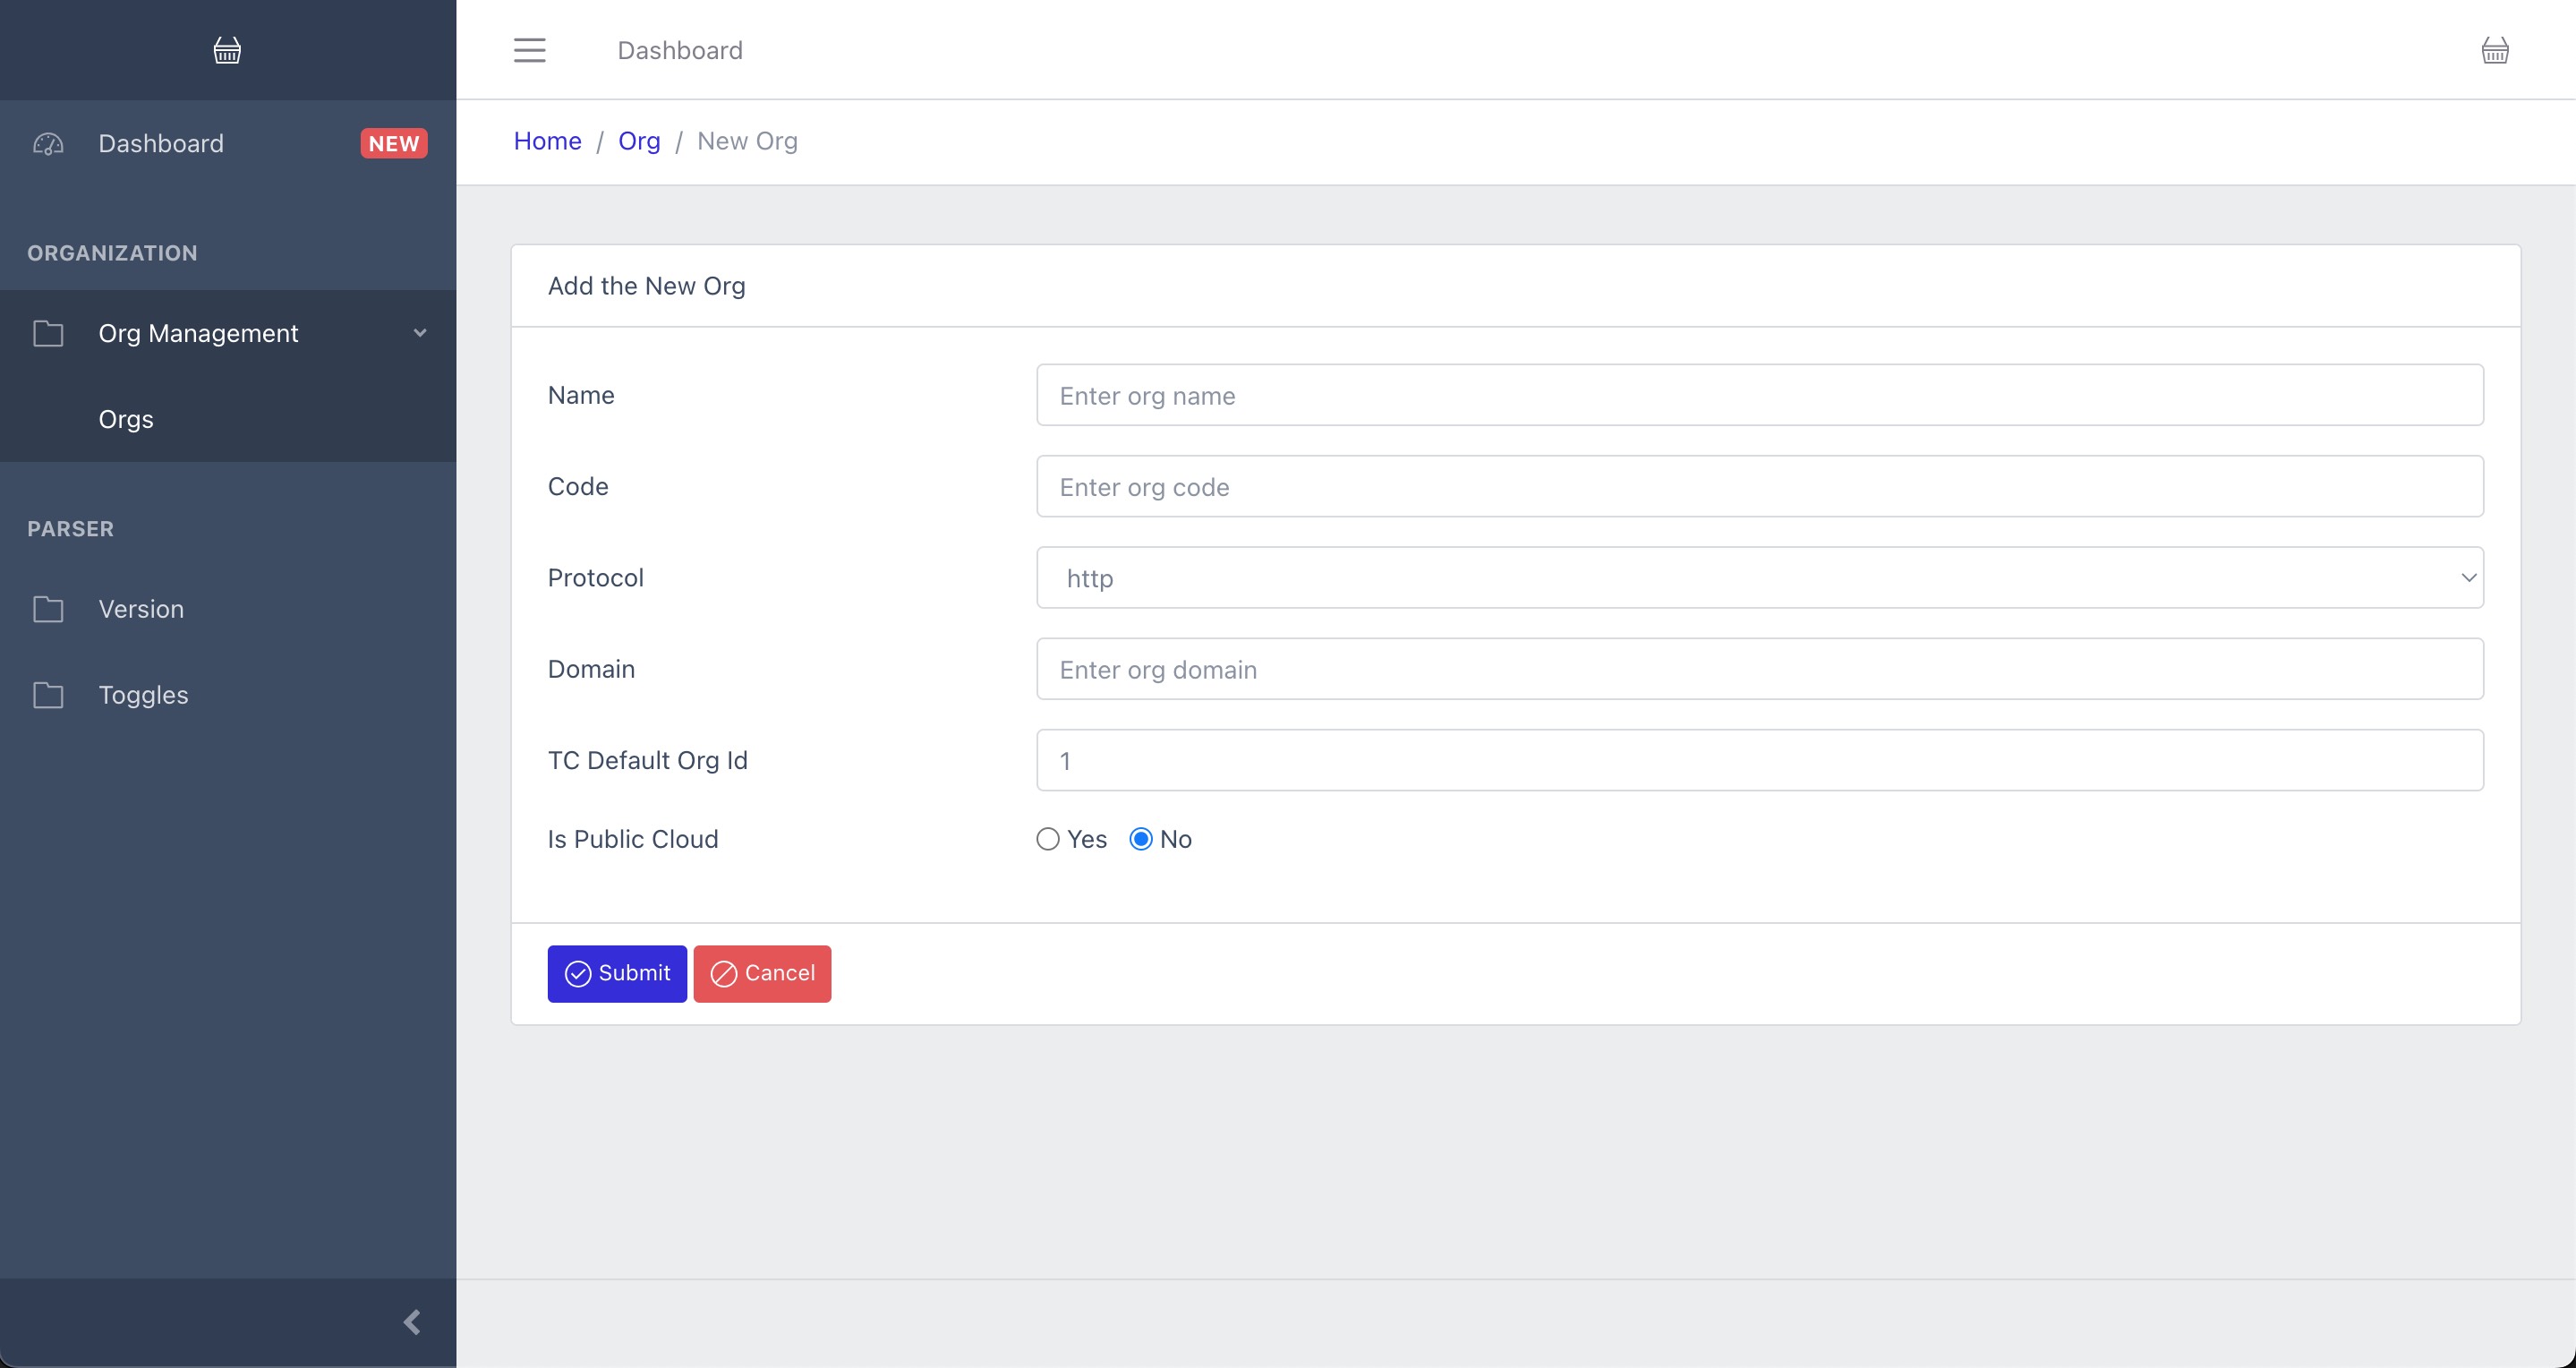 Dashboard NEW
ORGANIZATION
Org Management
Orgs
PARSER
Version
Toggles
Dashboard
Home / Org / New Org
Add the New Org
Name Enter org name
Code Enter org code
Protocol http
Domain Enter org domain
TC Default Org Id 1
Is Public Cloud Yes No
Submit Cancel